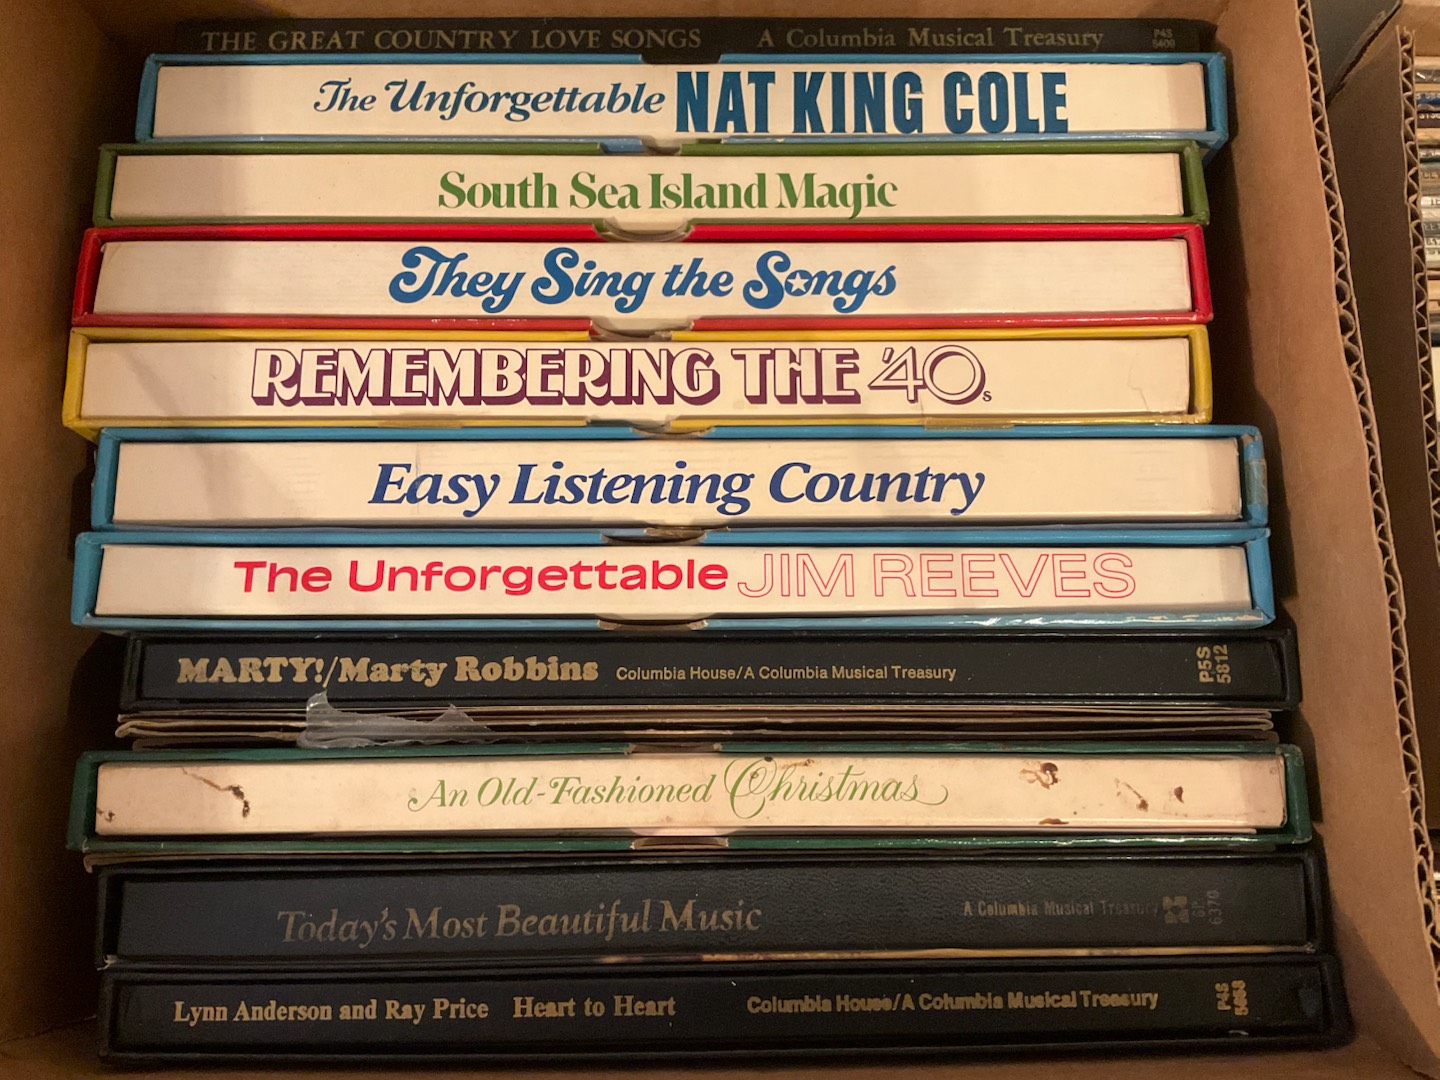 THE GREAT COUNTRY LOVE SONGS A Columbia Musical Treasury P4S 5400
The Unforgettable NAT KING COLE
South Sea Island Magic
They Sing the Songs
REMEMBERING THE '40s
Easy Listening Country
The Unforgettable JIM REEVES
MARTY!/Marty Robbins Columbia House/A Columbia Musical Treasury P5S 5812
An Old-Fashioned Christmas
Today's Most Beautiful Music A Columbia Musical Treasury 6P 6370
Lynn Anderson and Ray Price Heart to Heart Columbia House/A Columbia Musical Treasury P4S